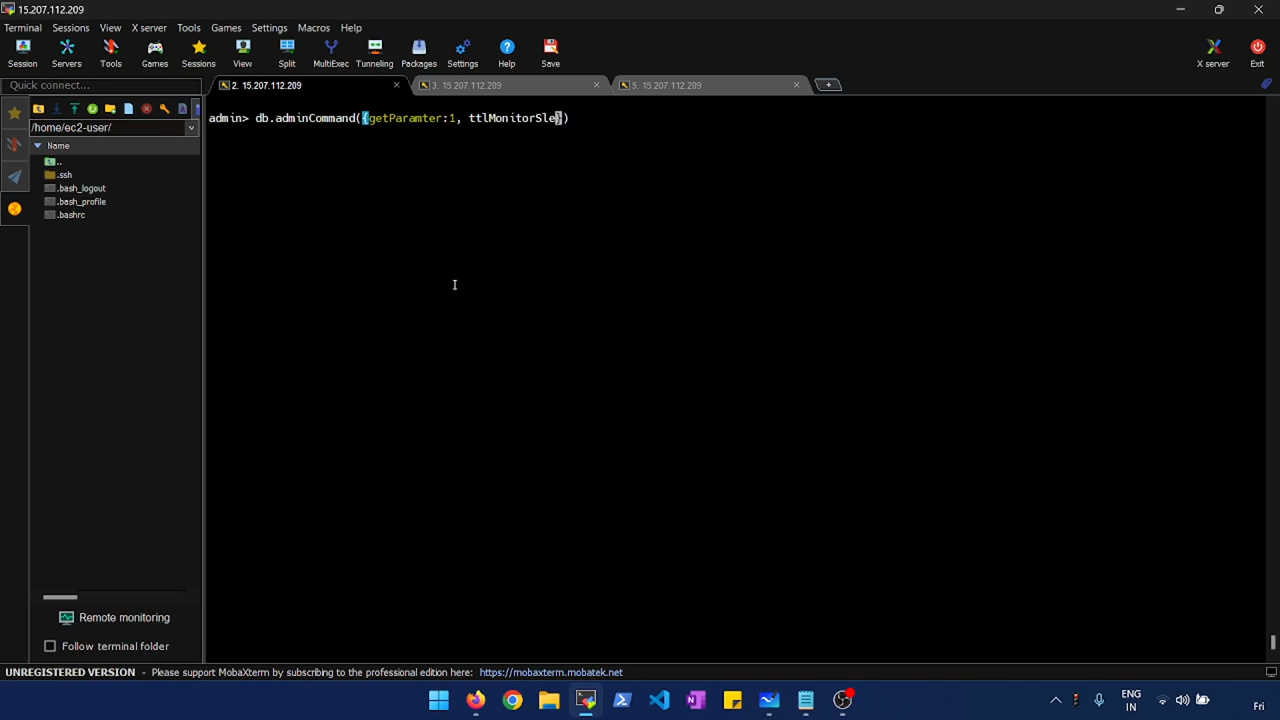 15.207.112.209
Terminal Sessions View X server Tools Games Settings Macros Help
Session Servers Tools Games Sessions View Split MultiExec Tunneling Packages Settings Help Save X server Exit
Quick connect...
2. 15.207.112.209
3. 15.207.112.209
5. 15.207.112.209
/home/ec2-user/
Name
..
.ssh
.bash_logout
.bash_profile
.bashrc
admin> db.adminCommand({getParamter:1, ttlMonitorSle})
Remote monitoring
Follow terminal folder
UNREGISTERED VERSION - Please support MobaXterm by subscribing to the professional edition here: https://mobaxterm.mobatek.net
ENG
IN
Fri